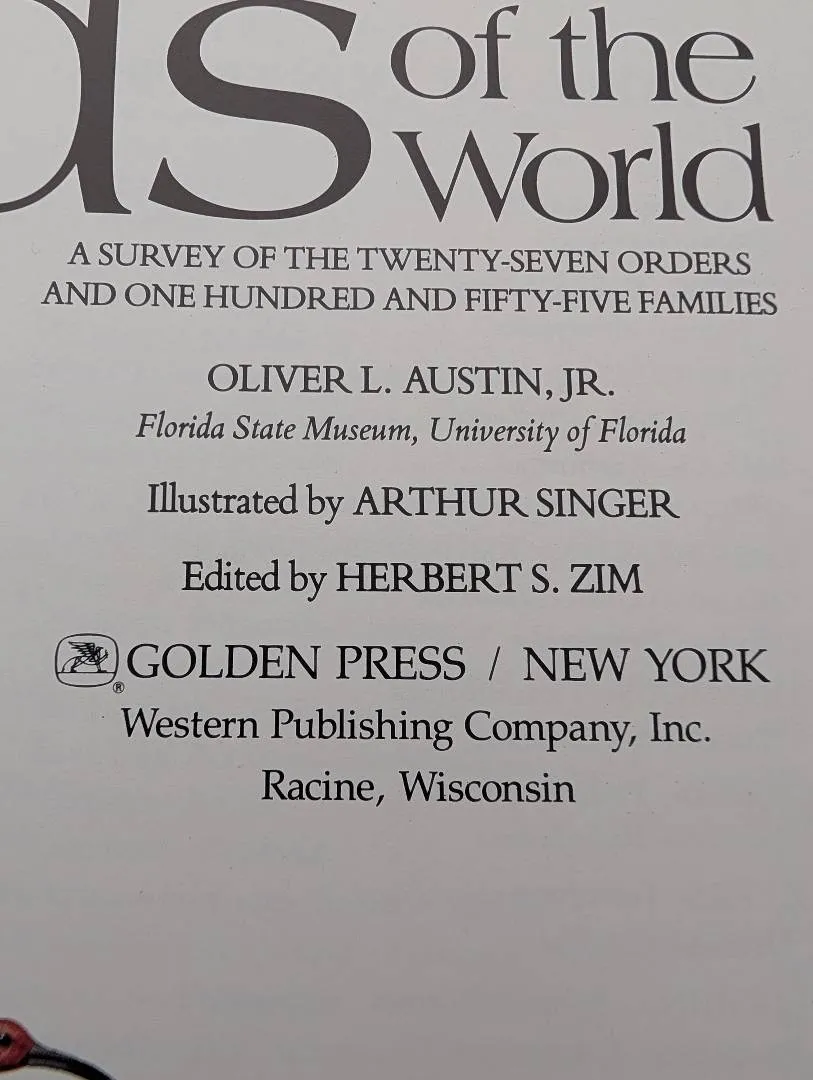 ds of the
World
A SURVEY OF THE TWENTY-SEVEN ORDERS
AND ONE HUNDRED AND FIFTY-FIVE FAMILIES
OLIVER L. AUSTIN, JR.
Florida State Museum, University of Florida
Illustrated by ARTHUR SINGER
Edited by HERBERT S. ZIM
® GOLDEN PRESS / NEW YORK
Western Publishing Company, Inc.
Racine, Wisconsin